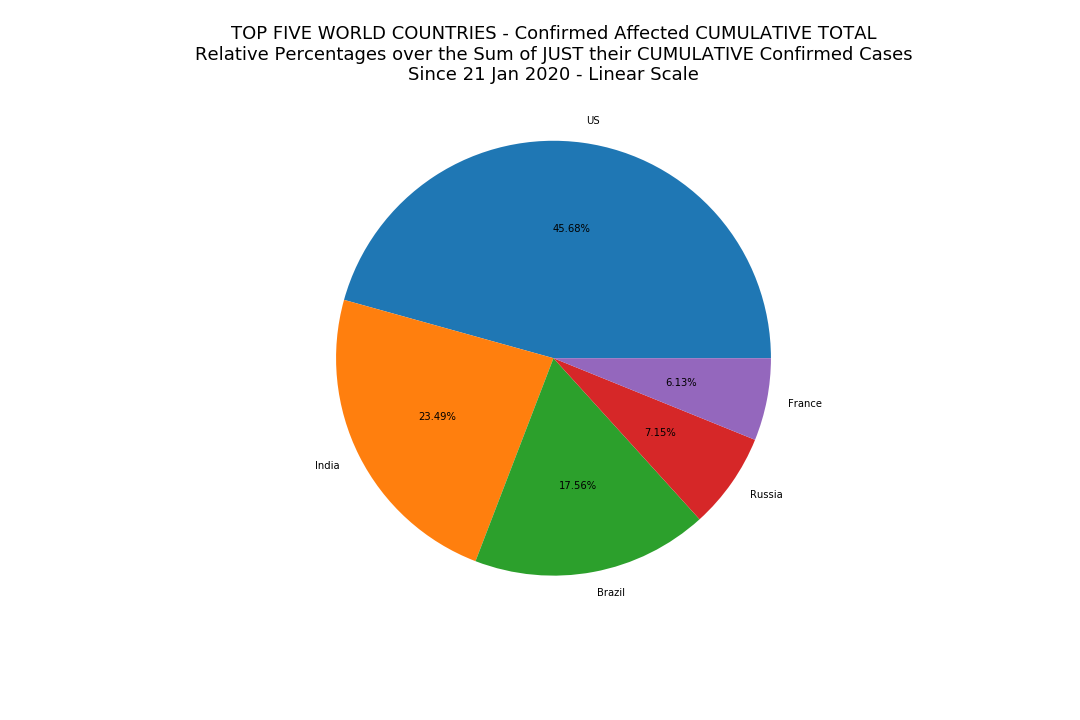 TOP FIVE WORLD COUNTRIES - Confirmed Affected CUMULATIVE TOTAL
Relative Percentages over the Sum of JUST their CUMULATIVE Confirmed Cases
Since 21 Jan 2020 - Linear Scale
US
45.68%
6.13%
France
23.49%
7.15%
India
17.56%
Russia
Brazil